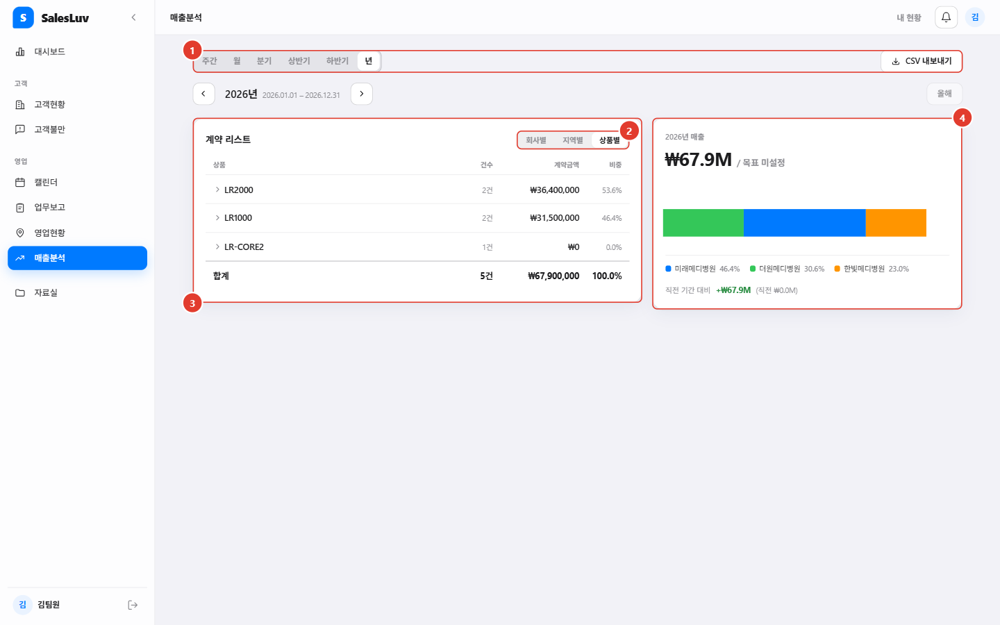 S SalesLuv
대시보드
고객
고객현황
고객불만
영업
캘린더
업무보고
영업현황
매출분석
자료실
김 김팀원
매출분석
내 현황
김
1
주간 월 분기 상반기 하반기 년
CSV 내보내기
2026년 2026.01.01 – 2026.12.31
올해
계약 리스트
회사별 지역별 상품별
2
상품 건수 계약금액 비중
LR2000 2건 ₩36,400,000 53.6%
LR1000 2건 ₩31,500,000 46.4%
LR-CORE2 1건 ₩0 0.0%
합계 5건 ₩67,900,000 100.0%
3
4
2026년 매출
₩67.9M / 목표 미설정
미래메디병원 46.4% 더원메디병원 30.6% 한빛메디병원 23.0%
직전 기간 대비 +₩67.9M (직전 ₩0.0M)